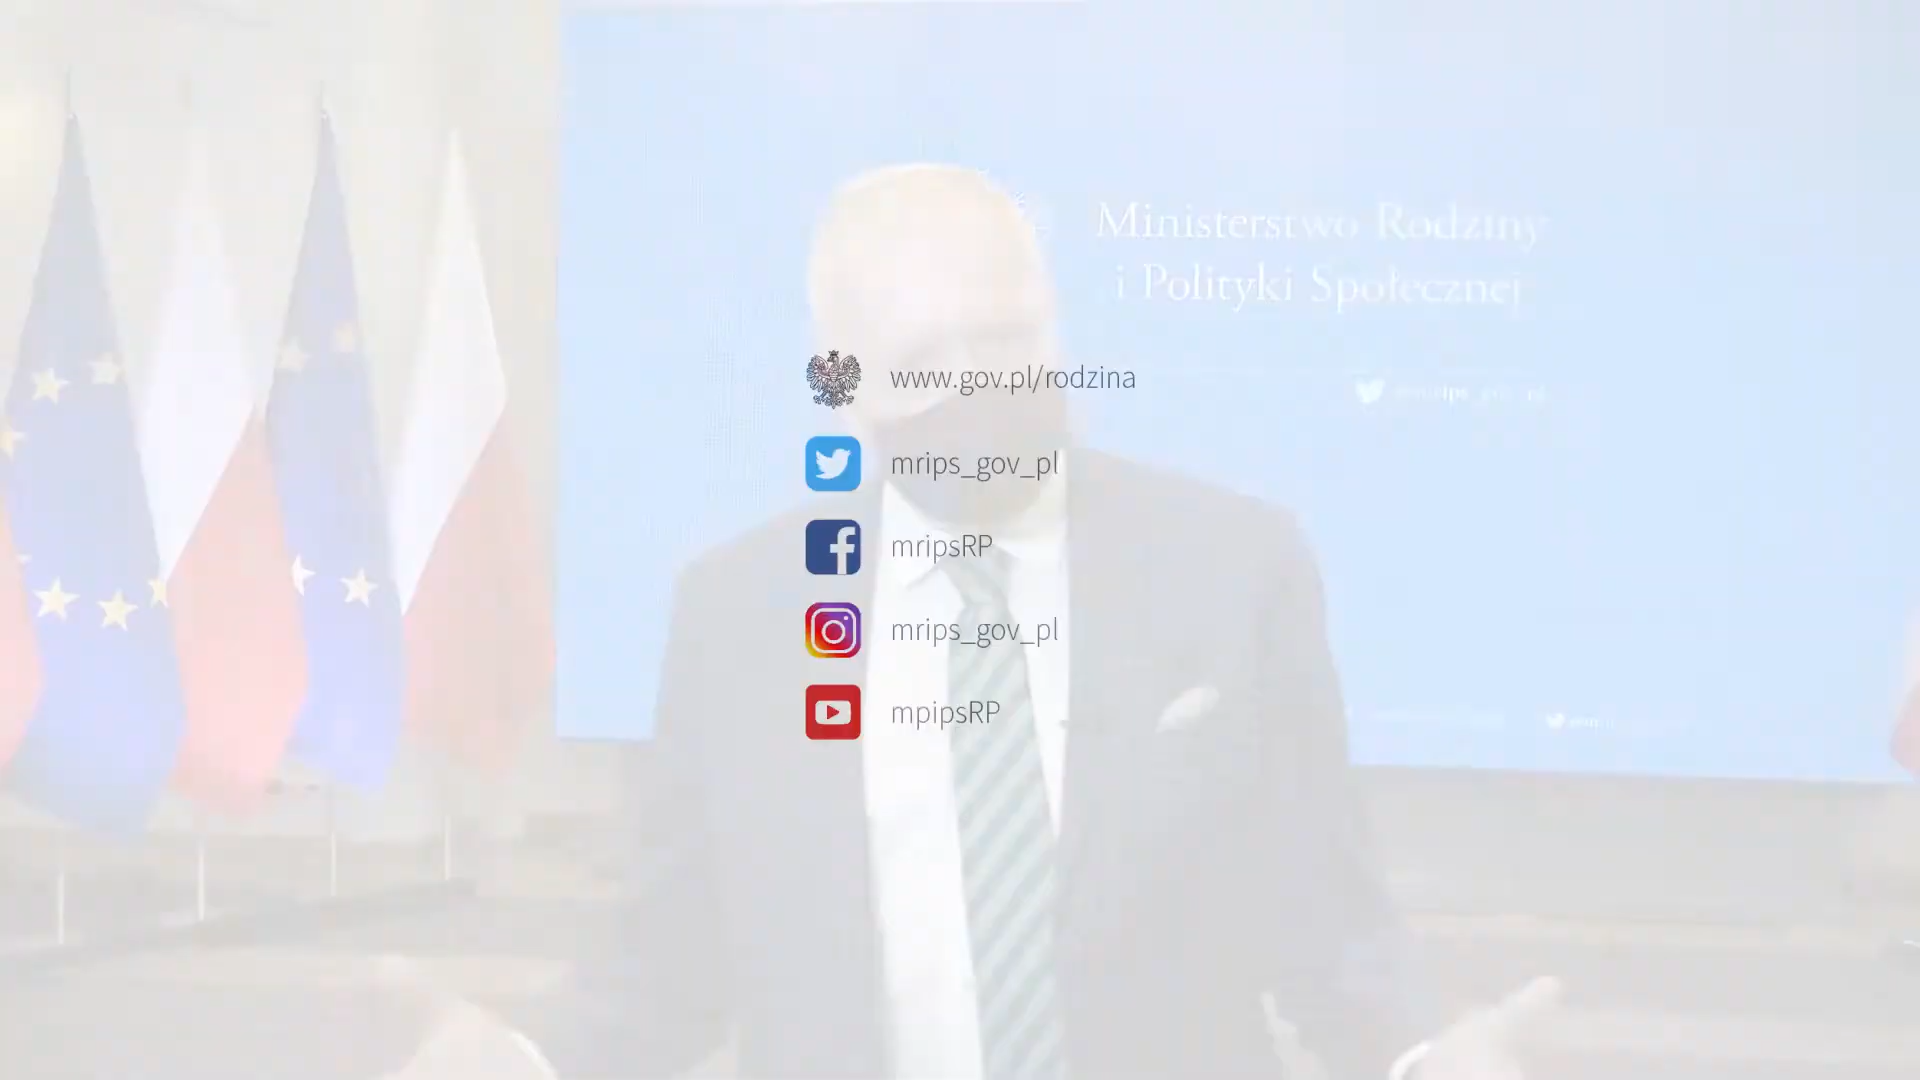 Ministerstwo Rodziny
i Polityki Społecznej
www.gov.pl/rodzina
mrips_gov_pl
mripsRP
mrips_gov_pl
mpipsRP